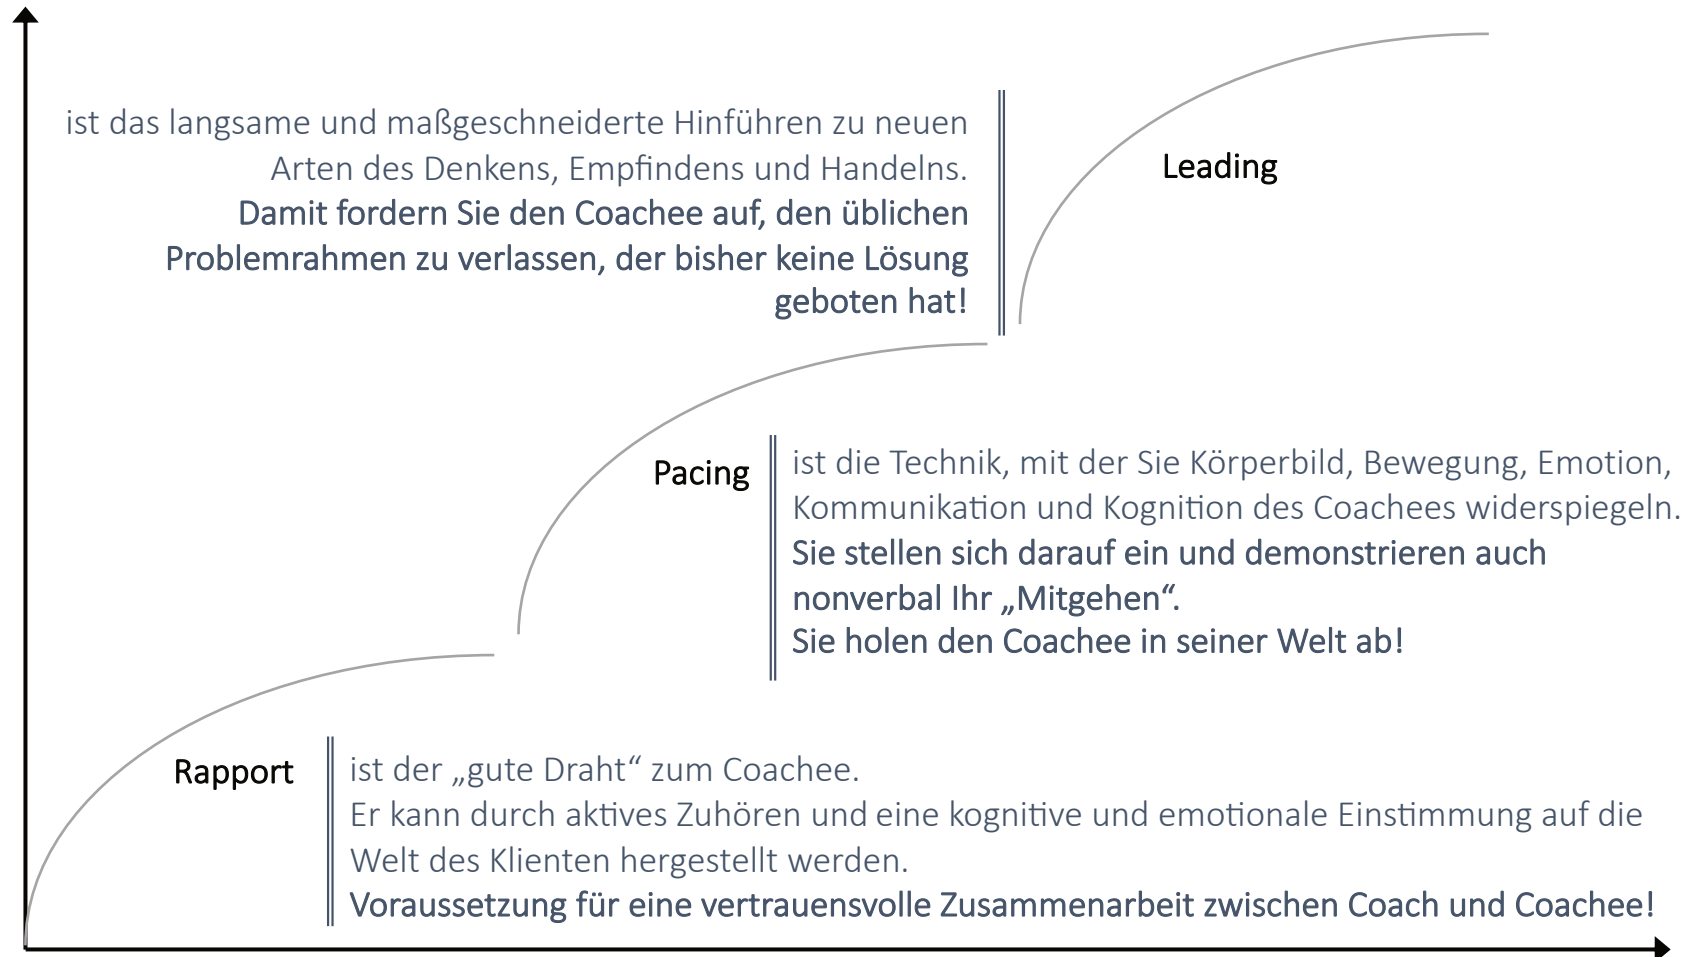 ist das langsame und maßgeschneiderte Hinführen zu neuen
Arten des Denkens, Empfindens und Handelns.
Damit fordern Sie den Coachee auf, den üblichen
Problemrahmen zu verlassen, der bisher keine Lösung
geboten hat!
Leading
Pacing
ist die Technik, mit der Sie Körperbild, Bewegung, Emotion,
Kommunikation und Kognition des Coachees widerspiegeln.
Sie stellen sich darauf ein und demonstrieren auch
nonverbal Ihr „Mitgehen“.
Sie holen den Coachee in seiner Welt ab!
Rapport
ist der „gute Draht“ zum Coachee.
Er kann durch aktives Zuhören und eine kognitive und emotionale Einstimmung auf die
Welt des Klienten hergestellt werden.
Voraussetzung für eine vertrauensvolle Zusammenarbeit zwischen Coach und Coachee!